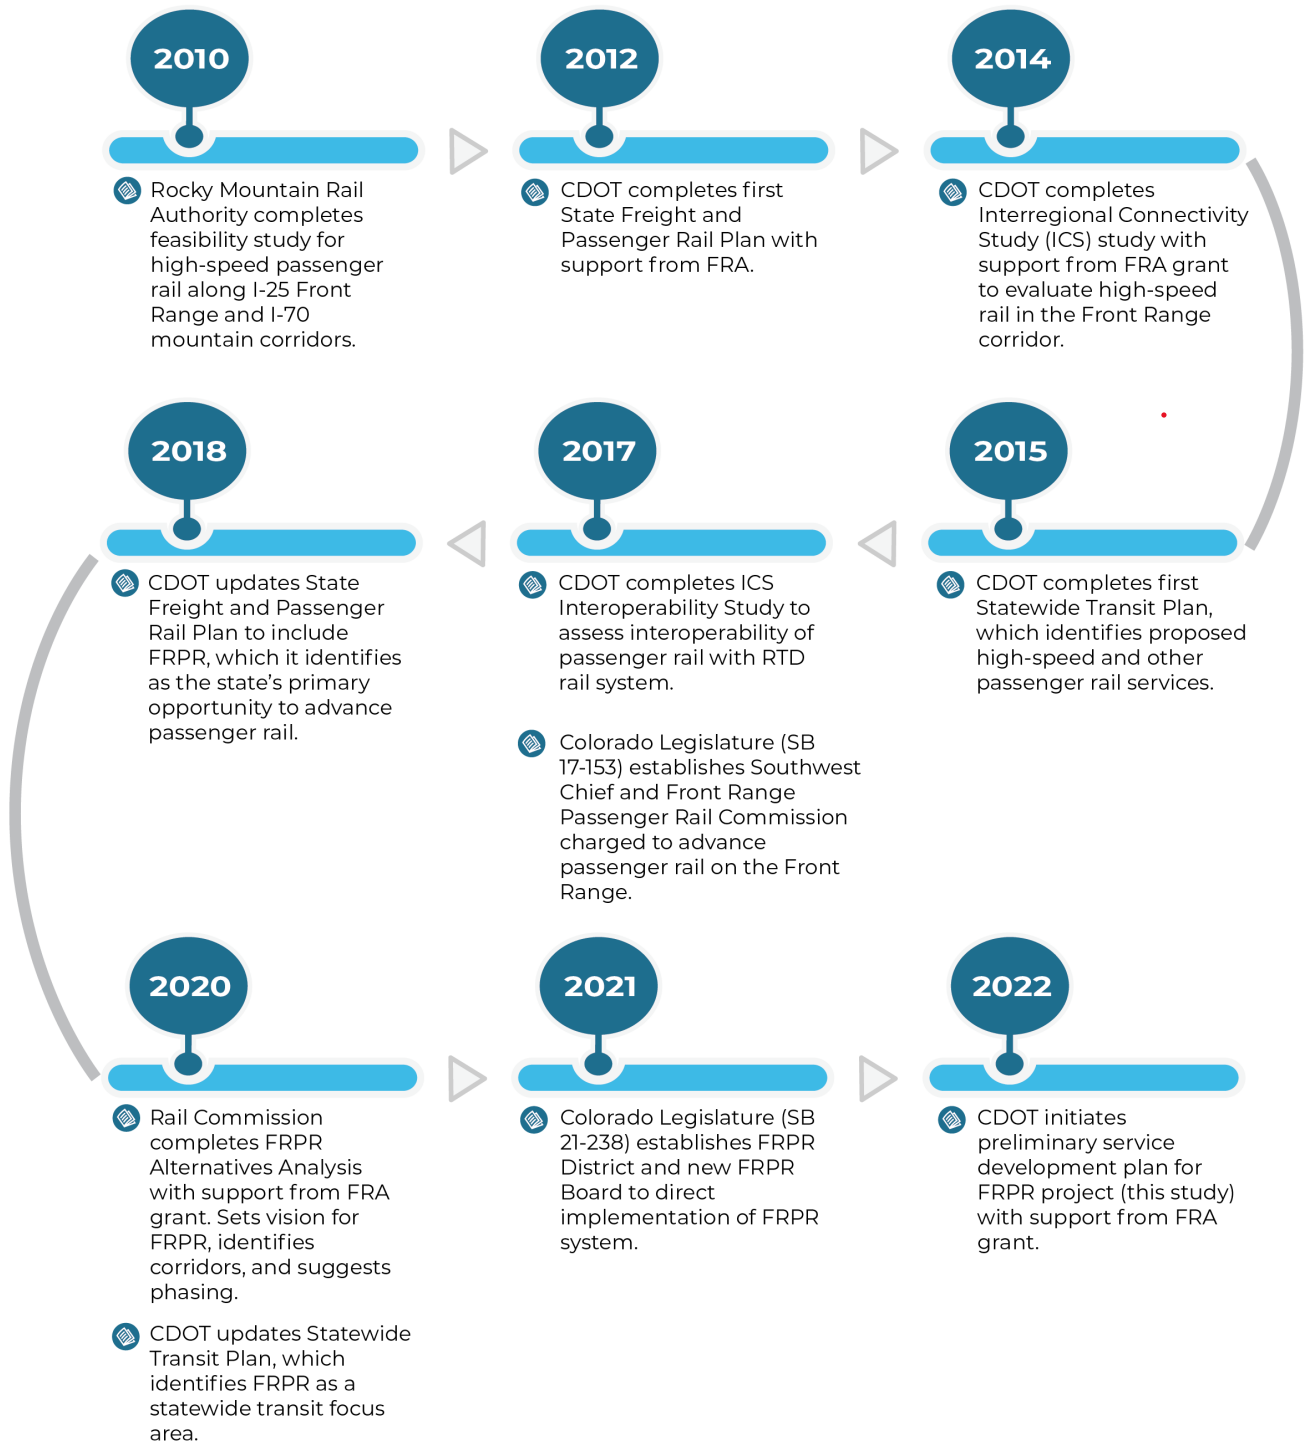 2010
Rocky Mountain Rail
Authority completes
feasibility study for
high-speed passenger
rail along I-25 Front
Range and I-70
mountain corridors.
2012
CDOT completes first
State Freight and
Passenger Rail Plan with
support from FRA.
2014
CDOT completes
Interregional Connectivity
Study (ICS) study with
support from FRA grant
to evaluate high-speed
rail in the Front Range
corridor.
2015
CDOT completes first
Statewide Transit Plan,
which identifies proposed
high-speed and other
passenger rail services.
2017
CDOT completes ICS
Interoperability Study to
assess interoperability of
passenger rail with RTD
rail system.
Colorado Legislature (SB
17-153) establishes Southwest
Chief and Front Range
Passenger Rail Commission
charged to advance
passenger rail on the Front
Range.
2018
CDOT updates State
Freight and Passenger
Rail Plan to include
FRPR, which it identifies
as the state’s primary
opportunity to advance
passenger rail.
2020
Rail Commission
completes FRPR
Alternatives Analysis
with support from FRA
grant. Sets vision for
FRPR, identifies
corridors, and suggests
phasing.
CDOT updates Statewide
Transit Plan, which
identifies FRPR as a
statewide transit focus
area.
2021
Colorado Legislature (SB
21-238) establishes FRPR
District and new FRPR
Board to direct
implementation of FRPR
system.
2022
CDOT initiates
preliminary service
development plan for
FRPR project (this study)
with support from FRA
grant.